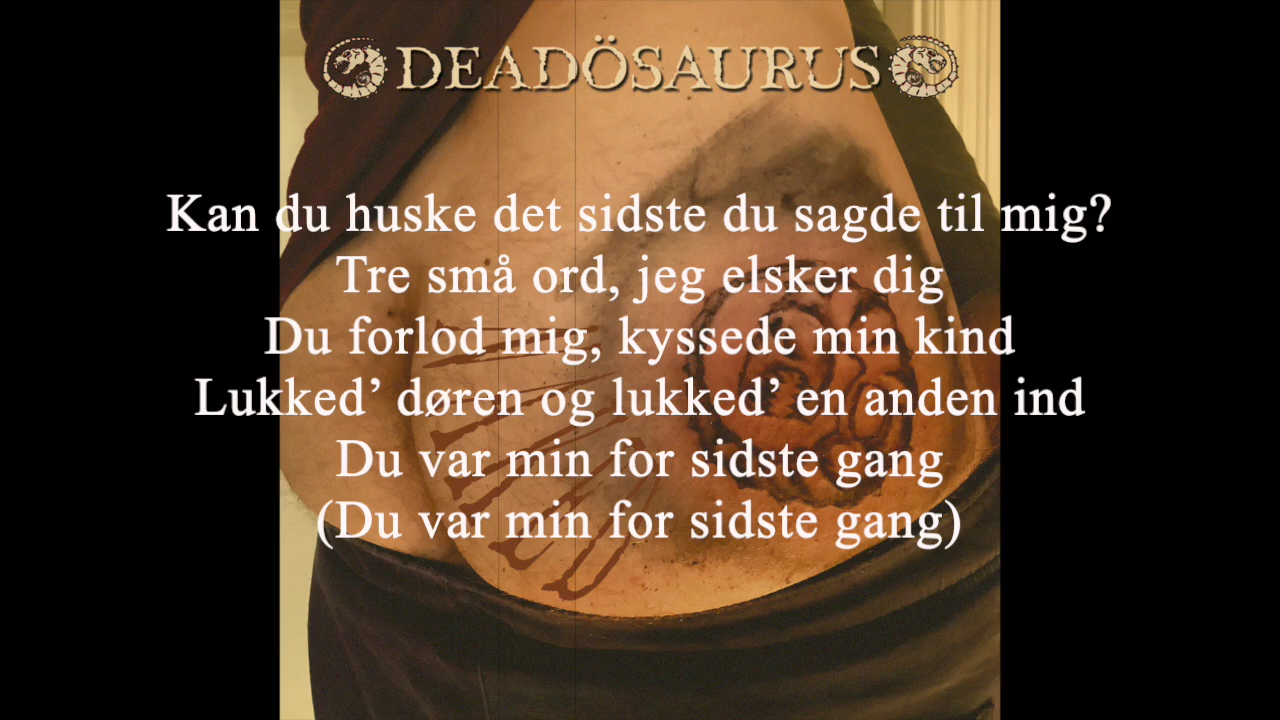 DEADÖSAURUS
Kan du huske det sidste du sagde til mig?
Tre små ord, jeg elsker dig
Du forlod mig, kyssede min kind
Lukked’ døren og lukked’ en anden ind
Du var min for sidste gang
(Du var min for sidste gang)